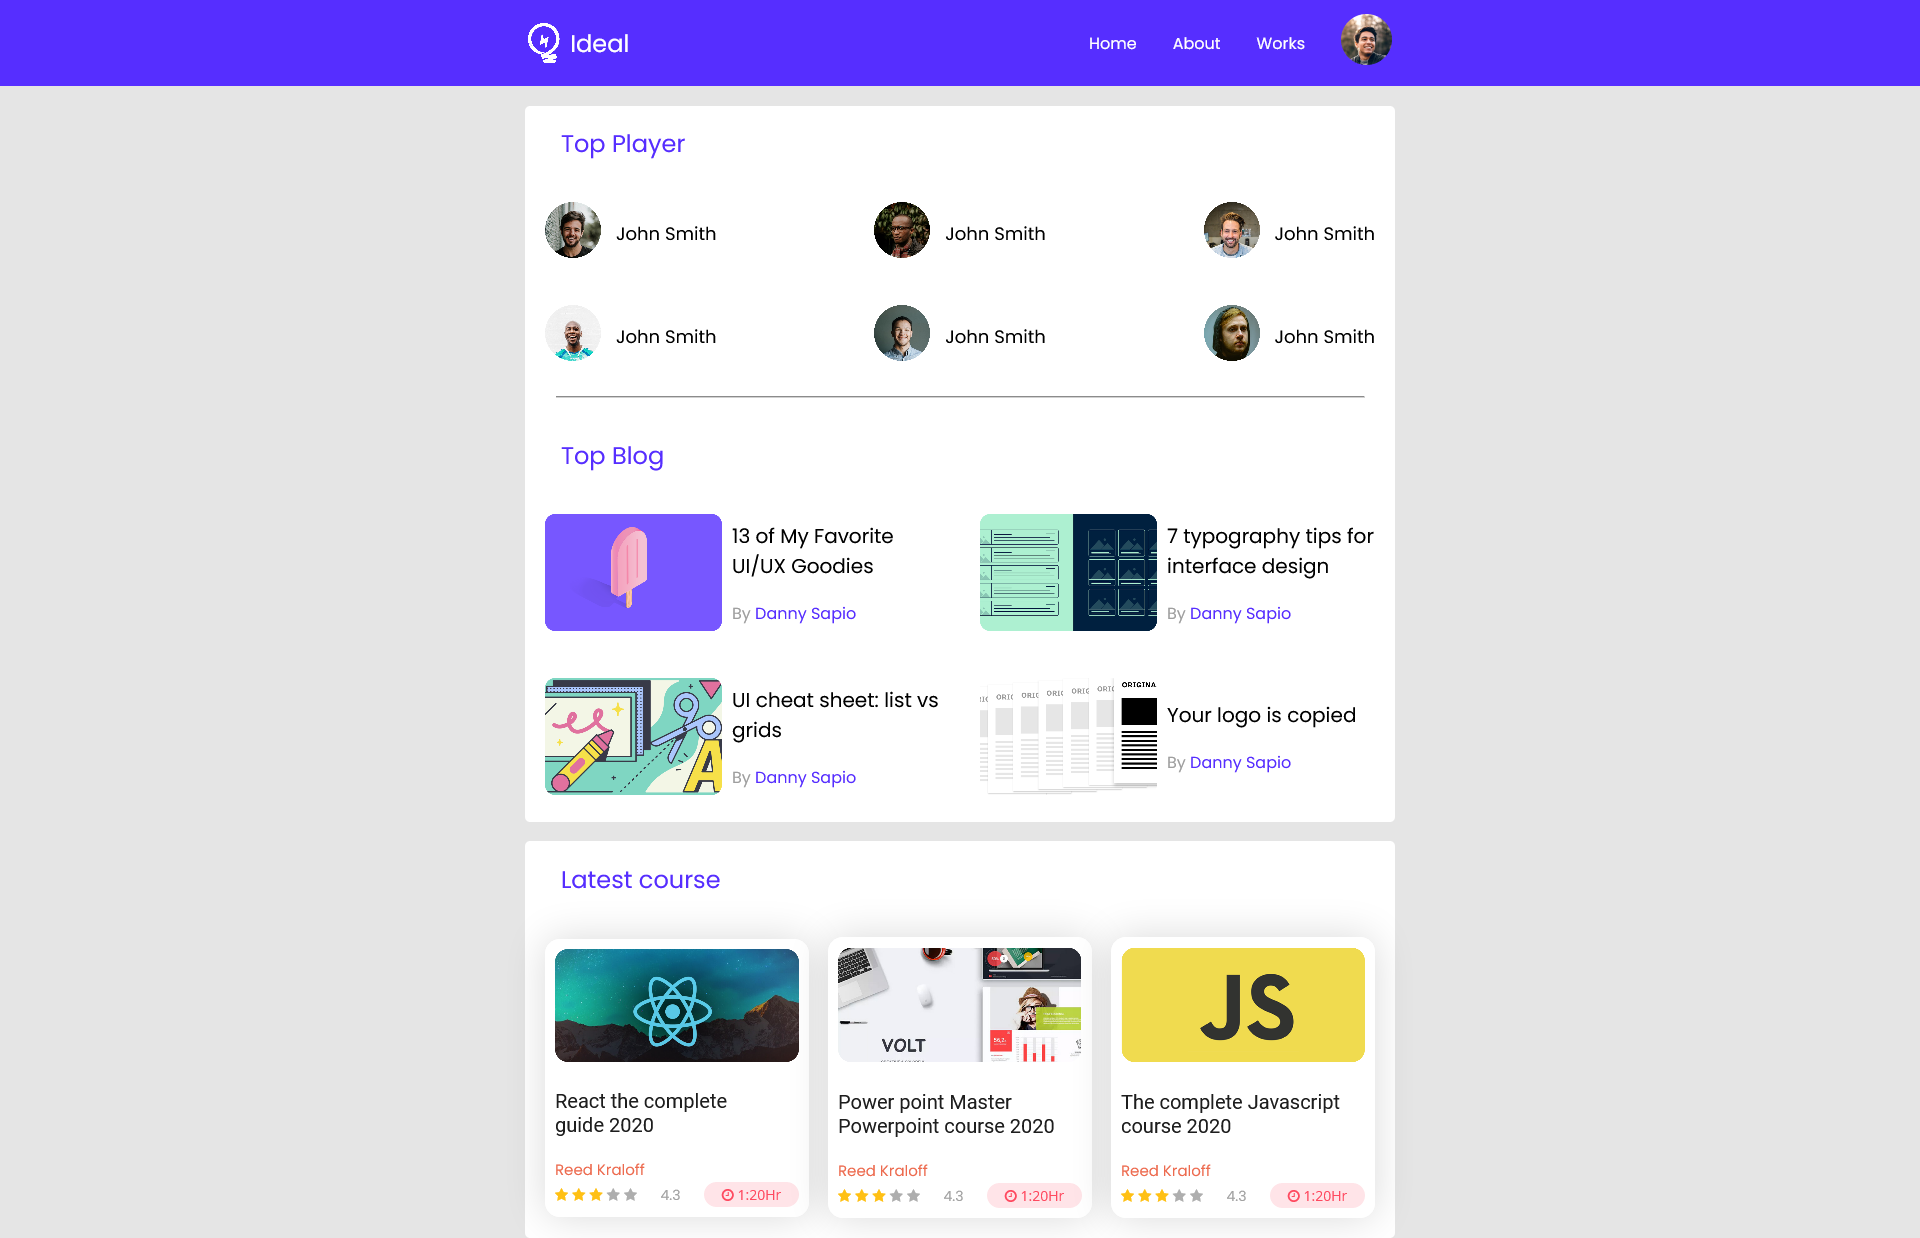 Ideal
Home
About
Works
Top Player
John Smith
John Smith
John Smith
John Smith
John Smith
John Smith
Top Blog
13 of My Favorite
UI/UX Goodies
By Danny Sapio
7 typography tips for
interface design
By Danny Sapio
UI cheat sheet: list vs
grids
By Danny Sapio
ORIGINA
Your logo is copied
By Danny Sapio
Latest course
VOLT
JS
React the complete
guide 2020
Reed Kraloff
4.3
1:20Hr
Power point Master
Powerpoint course 2020
Reed Kraloff
4.3
1:20Hr
The complete Javascript
course 2020
Reed Kraloff
4.3
1:20Hr